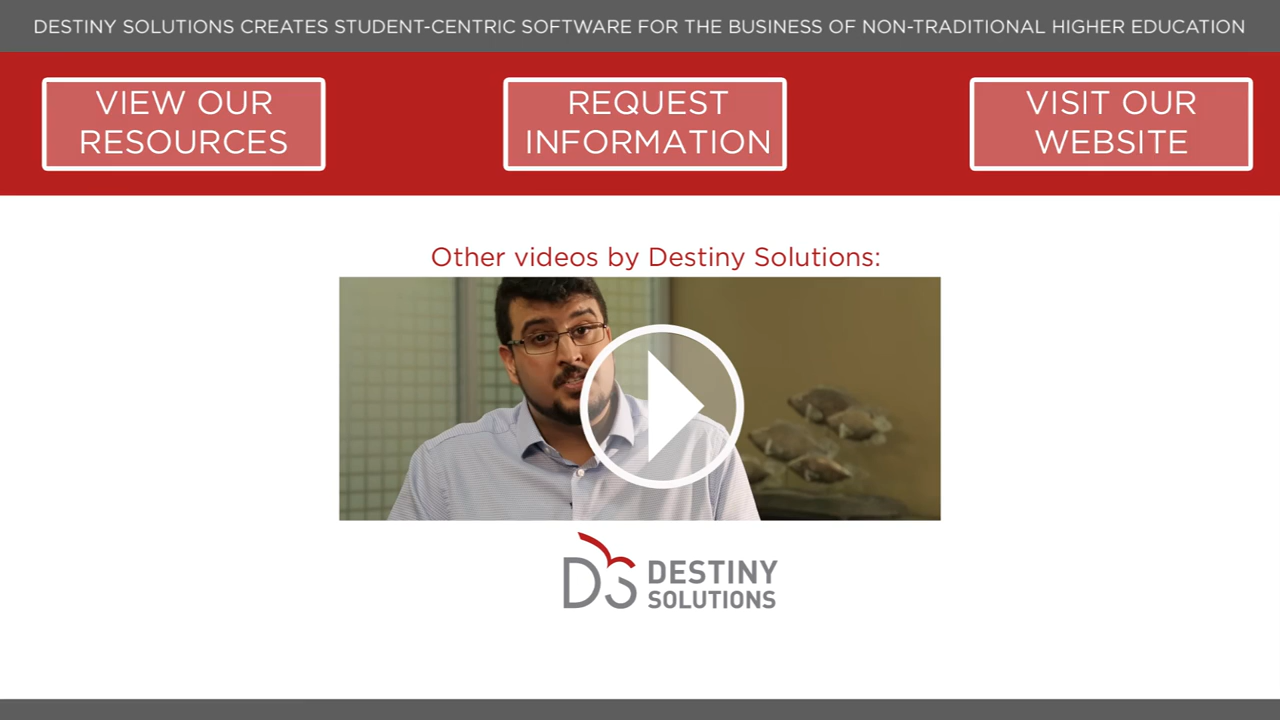 DESTINY SOLUTIONS CREATES STUDENT-CENTRIC SOFTWARE FOR THE BUSINESS OF NON-TRADITIONAL HIGHER EDUCATION
VIEW OUR
RESOURCES
REQUEST
INFORMATION
VISIT OUR
WEBSITE
Other videos by Destiny Solutions:
DS DESTINY
SOLUTIONS